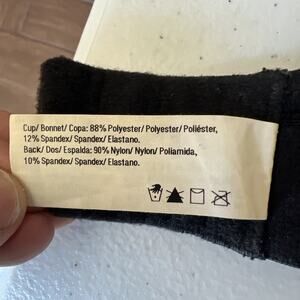 Cup/ Bonnet/ Copa: 88% Polyester/ Polyester/ Poliéster,
12% Spandex/ Spandex/ Elastano.
Back/ Dos/ Espalda: 90% Nylon/ Nylon/ Poliamida,
10% Spandex/ Spandex/ Elastano.